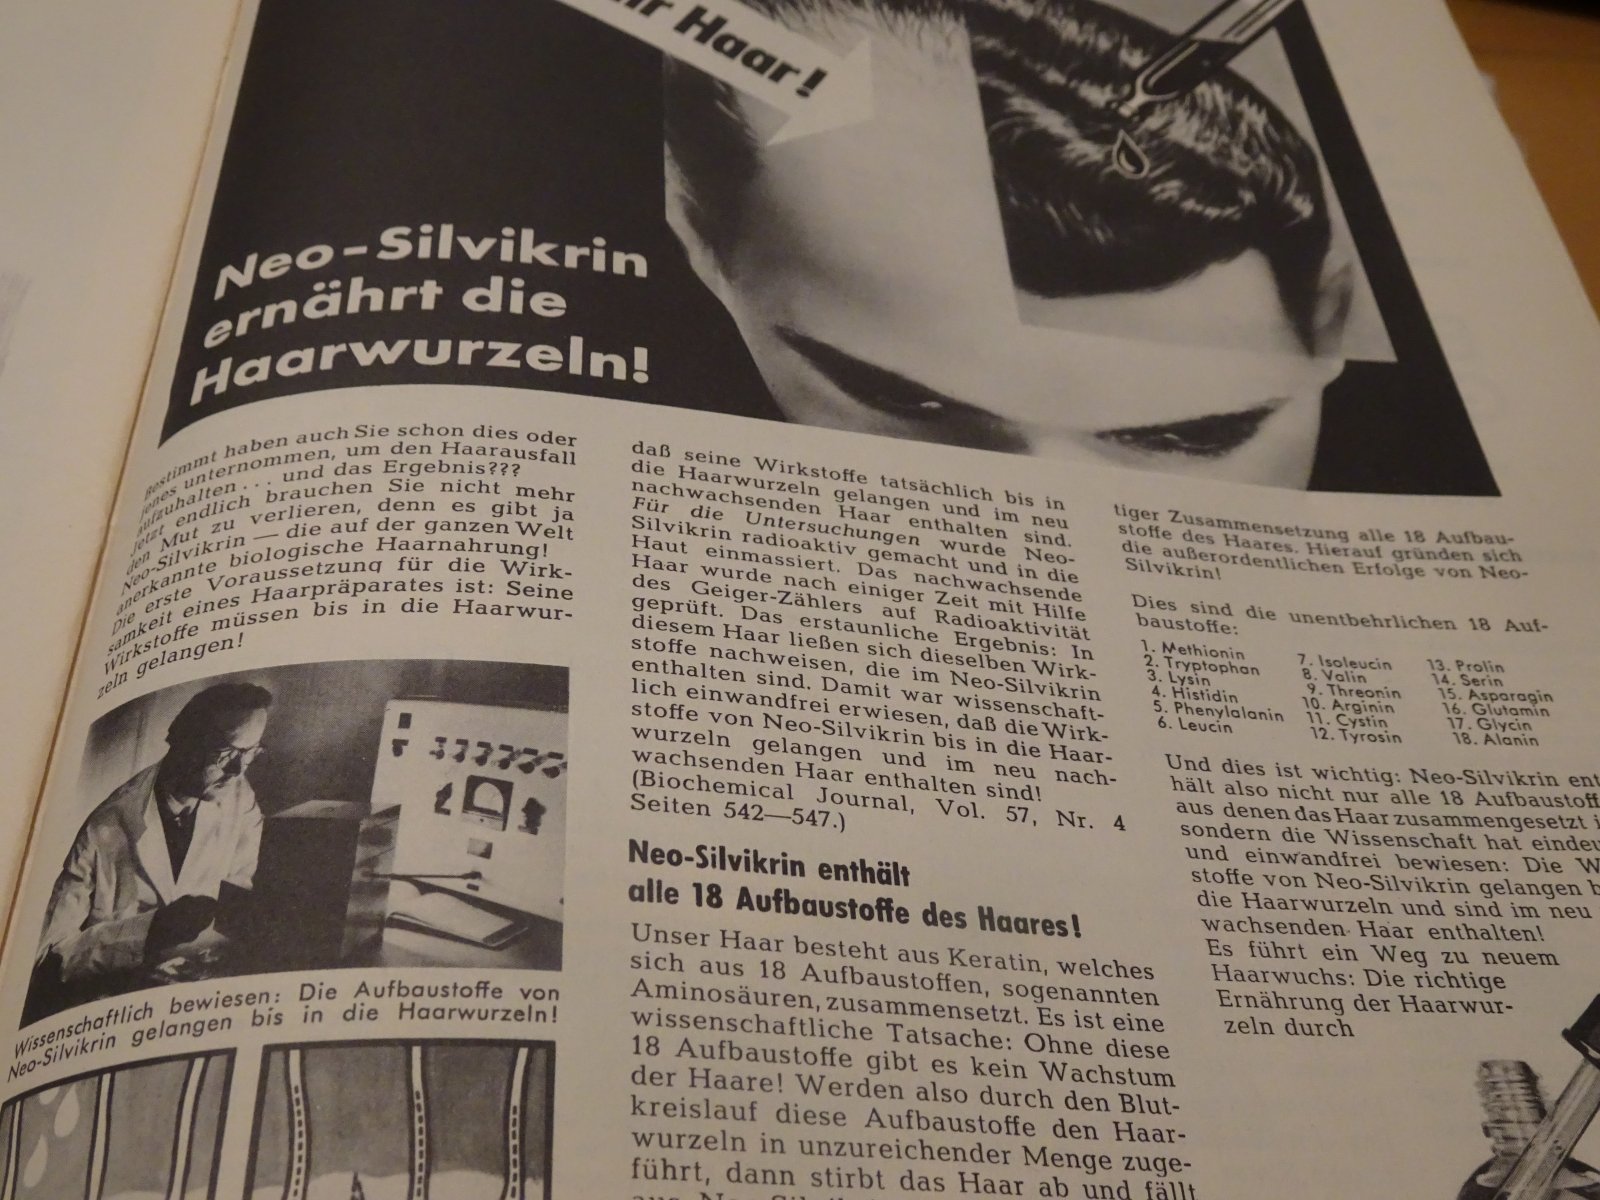 Haar!
Neo-Silvikrin
ernährt die
Haarwurzeln!
Bestimmt haben auch Sie schon dies oder
jenes unternommen, um den Haarausfall
aufzuhalten... und das Ergebnis???
Jetzt endlich brauchen Sie nicht mehr
den Mut zu verlieren, denn es gibt ja
Neo-Silvikrin — die auf der ganzen Welt
anerkannte biologische Haarnahrung!
Die erste Voraussetzung für die Wirk-
samkeit eines Haarpräparates ist: Seine
Wirkstoffe müssen bis in die Haarwur-
zeln gelangen!
Wissenschaftlich bewiesen: Die Aufbaustoffe von
Neo-Silvikrin gelangen bis in die Haarwurzeln!
daß seine Wirkstoffe tatsächlich bis in
die Haarwurzeln gelangen und im neu
nachwachsenden Haar enthalten sind.
Für die Untersuchungen wurde Neo-
Silvikrin radioaktiv gemacht und in die
Haut einmassiert. Das nachwachsende
Haar wurde nach einiger Zeit mit Hilfe
des Geiger-Zählers auf Radioaktivität
geprüft. Das erstaunliche Ergebnis: In
diesem Haar ließen sich dieselben Wirk-
stoffe nachweisen, die im Neo-Silvikrin
enthalten sind. Damit war wissenschaft-
lich einwandfrei erwiesen, daß die Wirk-
stoffe von Neo-Silvikrin bis in die Haar-
wurzeln gelangen und im neu nach-
wachsenden Haar enthalten sind!
(Biochemical Journal, Vol. 57, Nr. 4
Seiten 542—547.)
Neo-Silvikrin enthält
alle 18 Aufbaustoffe des Haares!
Unser Haar besteht aus Keratin, welches
sich aus 18 Aufbaustoffen, sogenannten
Aminosäuren, zusammensetzt. Es ist eine
wissenschaftliche Tatsache: Ohne diese
18 Aufbaustoffe gibt es kein Wachstum
der Haare! Werden also durch den Blut-
kreislauf diese Aufbaustoffe den Haar-
wurzeln in unzureichender Menge zuge-
führt, dann stirbt das Haar ab und fällt
tiger Zusammensetzung alle 18 Aufbau-
stoffe des Haares. Hierauf gründen sich
die außerordentlichen Erfolge von Neo-
Silvikrin!
Dies sind die unentbehrlichen 18 Auf-
baustoffe:
1. Methionin
2. Tryptophan
3. Lysin
4. Histidin
5. Phenylalanin
6. Leucin
7. Isoleucin
8. Valin
9. Threonin
10. Arginin
11. Cystin
12. Tyrosin
13. Prolin
14. Serin
15. Asparagin
16. Glutamin
17. Glycin
18. Alanin
Und dies ist wichtig: Neo-Silvikrin ent
hält also nicht nur alle 18 Aufbaustoff
aus denen das Haar zusammengesetzt i
sondern die Wissenschaft hat eindeu
und einwandfrei bewiesen: Die W
stoffe von Neo-Silvikrin gelangen b
die Haarwurzeln und sind im neu
wachsenden Haar enthalten!
Es führt ein Weg zu neuem
Haarwuchs: Die richtige
Ernährung der Haarwur-
zeln durch